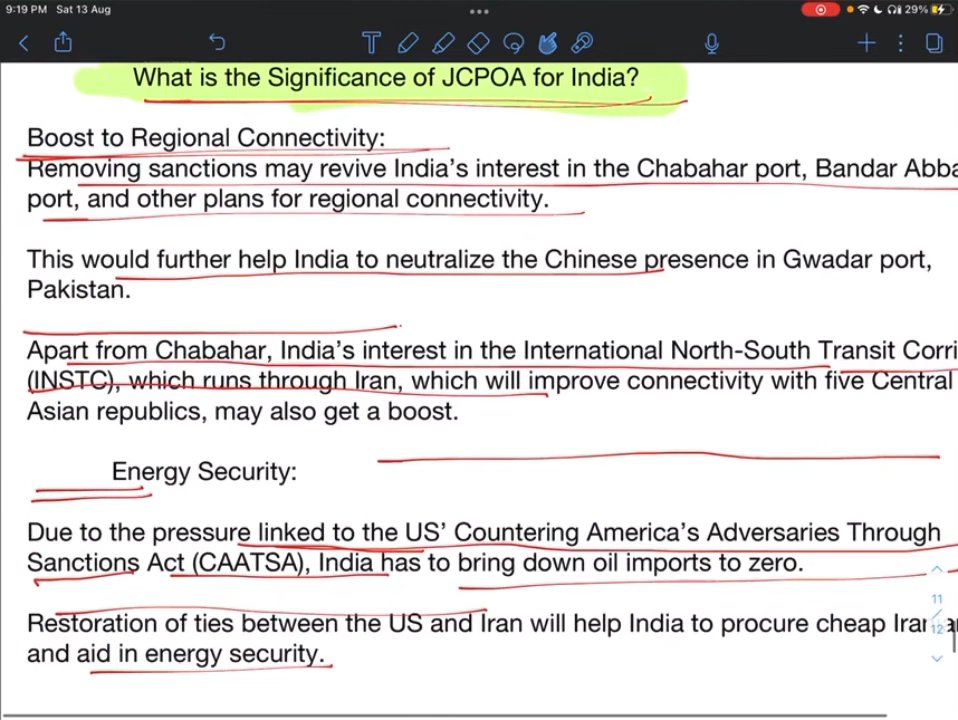 9:19 PM Sat 13 Aug
29%
What is the Significance of JCPOA for India?
Boost to Regional Connectivity:
Removing sanctions may revive India's interest in the Chabahar port, Bandar Abba
port, and other plans for regional connectivity.
This would further help India to neutralize the Chinese presence in Gwadar port,
Pakistan.
Apart from Chabahar, India's interest in the International North-South Transit Corri
(INSTC), which runs through Iran, which will improve connectivity with five Central
Asian republics, may also get a boost.
Energy Security:
Due to the pressure linked to the US' Countering America's Adversaries Through
Sanctions Act (CAATSA), India has to bring down oil imports to zero.
11
Restoration of ties between the US and Iran will help India to procure cheap
12
and aid in energy security.